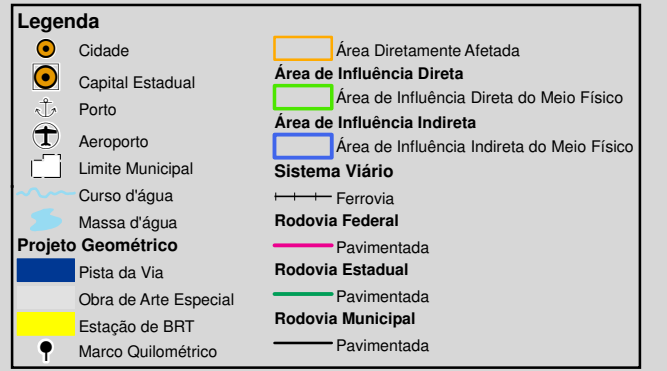 Legenda
Cidade
Capital Estadual
Porto
Aeroporto
Limite Municipal
Curso d'água
Massa d'água
Projeto Geométrico
Pista da Via
Obra de Arte Especial
Estação de BRT
Marco Quilométrico
Área Diretamente Afetada
Área de Influência Direta
Área de Influência Direta do Meio Físico
Área de Influência Indireta
Área de Influência Indireta do Meio Físico
Sistema Viário
Ferrovia
Rodovia Federal
Pavimentada
Rodovia Estadual
Pavimentada
Rodovia Municipal
Pavimentada